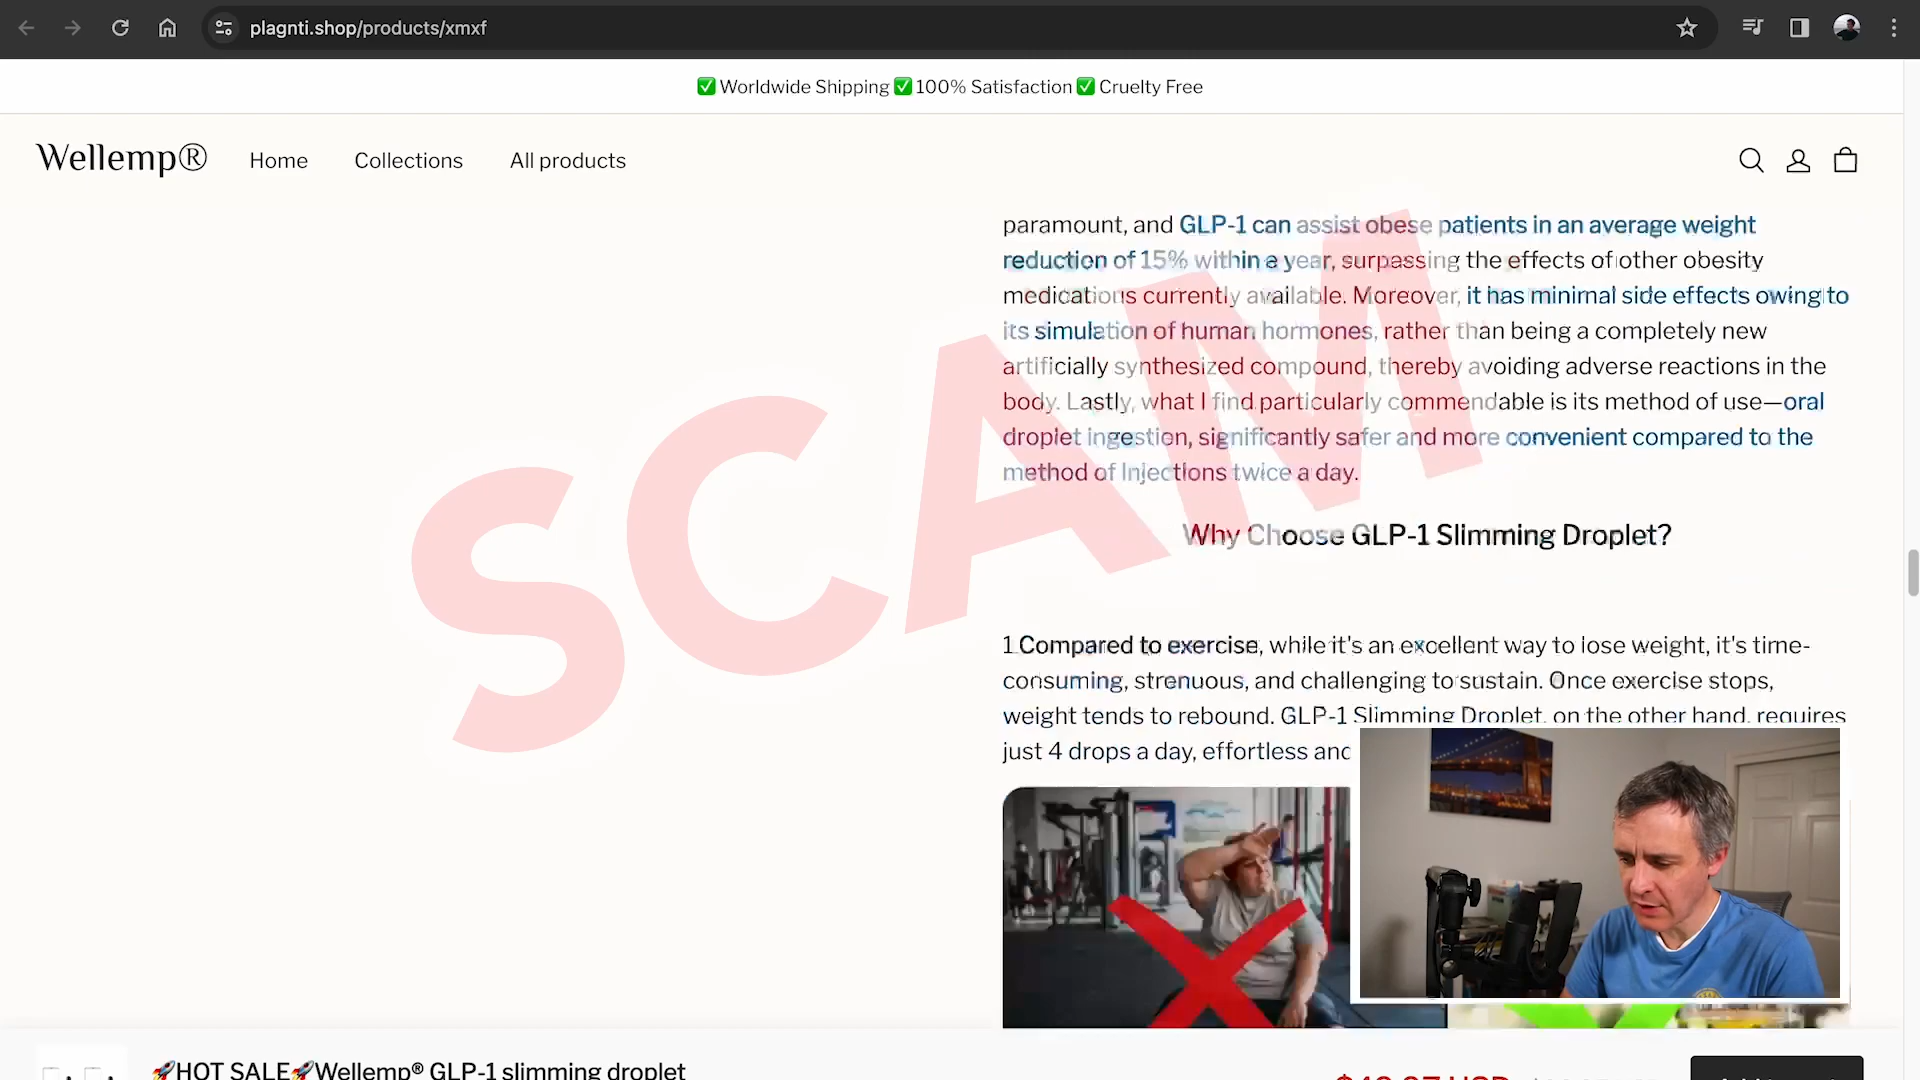 plagnti.shop/products/xmxf
✅ Worldwide Shipping ✅ 100% Satisfaction ✅ Cruelty Free
Wellemp® Home Collections All products
paramount, and GLP-1 can assist obese patients in an average weight
reduction of 15% within a year, surpassing the effects of other obesity
medications currently available. Moreover, it has minimal side effects owing to
its simulation of human hormones, rather than being a completely new
artificially synthesized compound, thereby avoiding adverse reactions in the
body. Lastly, what I find particularly commendable is its method of use—oral
droplet ingestion, significantly safer and more convenient compared to the
method of Injections twice a day.
SCAM
Why Choose GLP-1 Slimming Droplet?
1.Compared to exercise, while it's an excellent way to lose weight, it's time-
consuming, strenuous, and challenging to sustain. Once exercise stops,
weight tends to rebound. GLP-1 Slimming Droplet, on the other hand, requires
just 4 drops a day, effortless and
🚀HOT SALE🚀Wellemp® GLP-1 slimming droplet